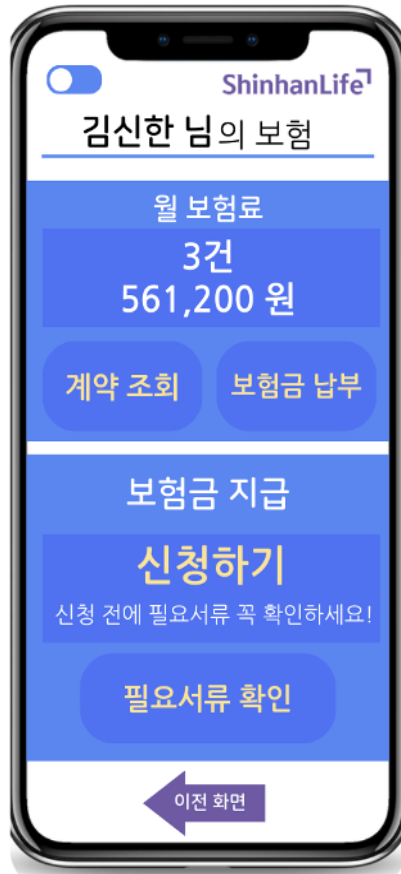 ShinhanLife
김신한 님의 보험
월 보험료
3건
561,200 원
계약 조회
보험금 납부
보험금 지급
신청하기
신청 전에 필요서류 꼭 확인하세요!
필요서류 확인
이전 화면